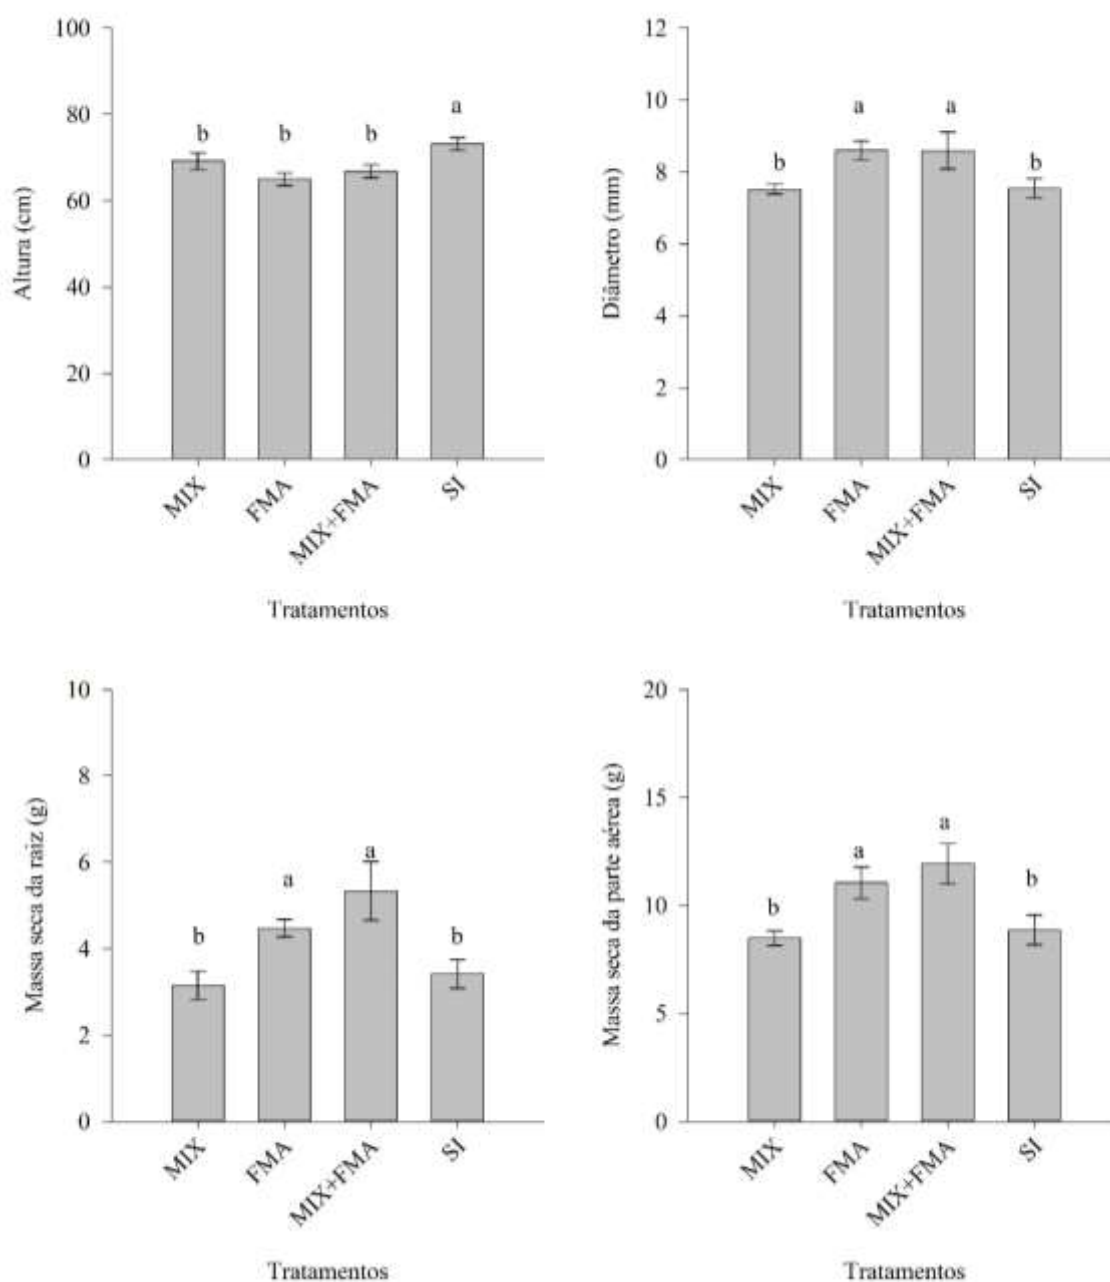 100
80
60
40
20
0
Altura (cm)
b
b
b
a
MIX
FMA
MIX+FMA
SI
Tratamentos
12
10
8
6
4
2
0
Diâmetro (mm)
b
a
a
b
MIX
FMA
MIX+FMA
SI
Tratamentos
10
8
6
4
2
0
Massa seca da raiz (g)
b
a
a
b
MIX
FMA
MIX+FMA
SI
Tratamentos
20
15
10
5
0
Massa seca da parte aérea (g)
b
a
a
b
MIX
FMA
MIX+FMA
SI
Tratamentos